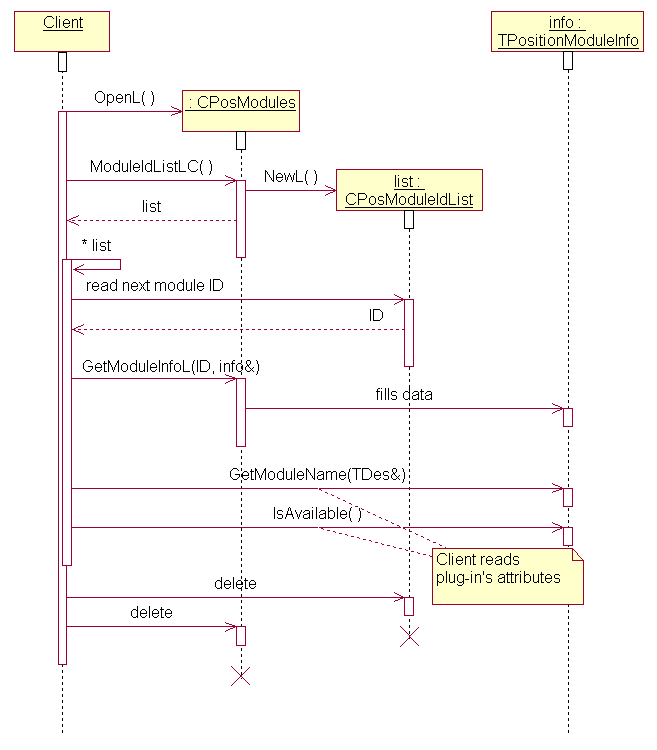 Client
info :
TPositionModuleInfo
OpenL( )
: CPosModules
ModuleIdListLC( )
NewL( )
list :
CPosModuleIdList
list
* list
read next module ID
ID
GetModuleInfoL(ID, info&)
fills data
GetModuleName(TDes&)
IsAvailable( )
Client reads
plug-in's attributes
delete
delete